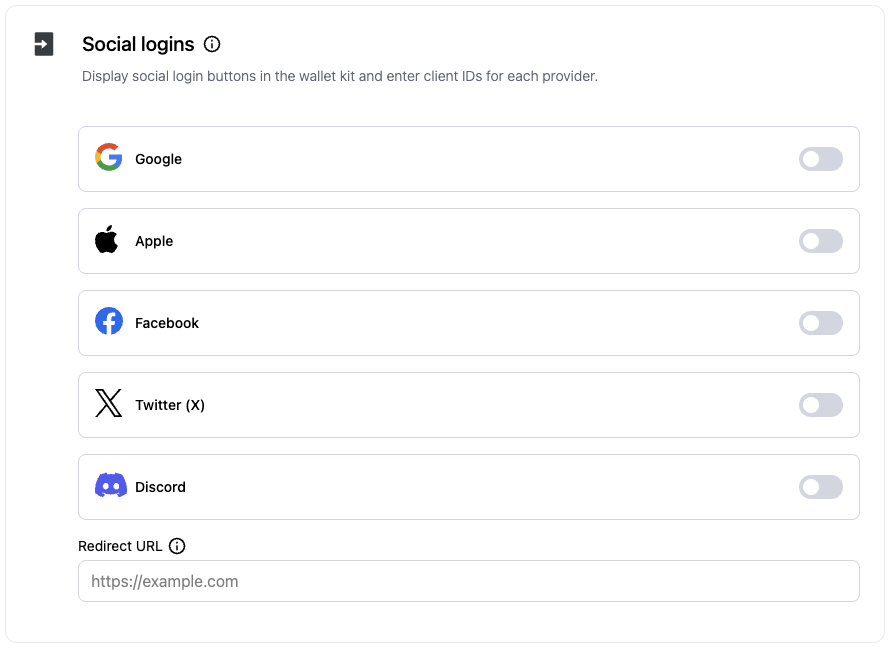 Social logins
Display social login buttons in the wallet kit and enter client IDs for each provider.
Google
Apple
Facebook
Twitter (X)
Discord
Redirect URL
https://example.com